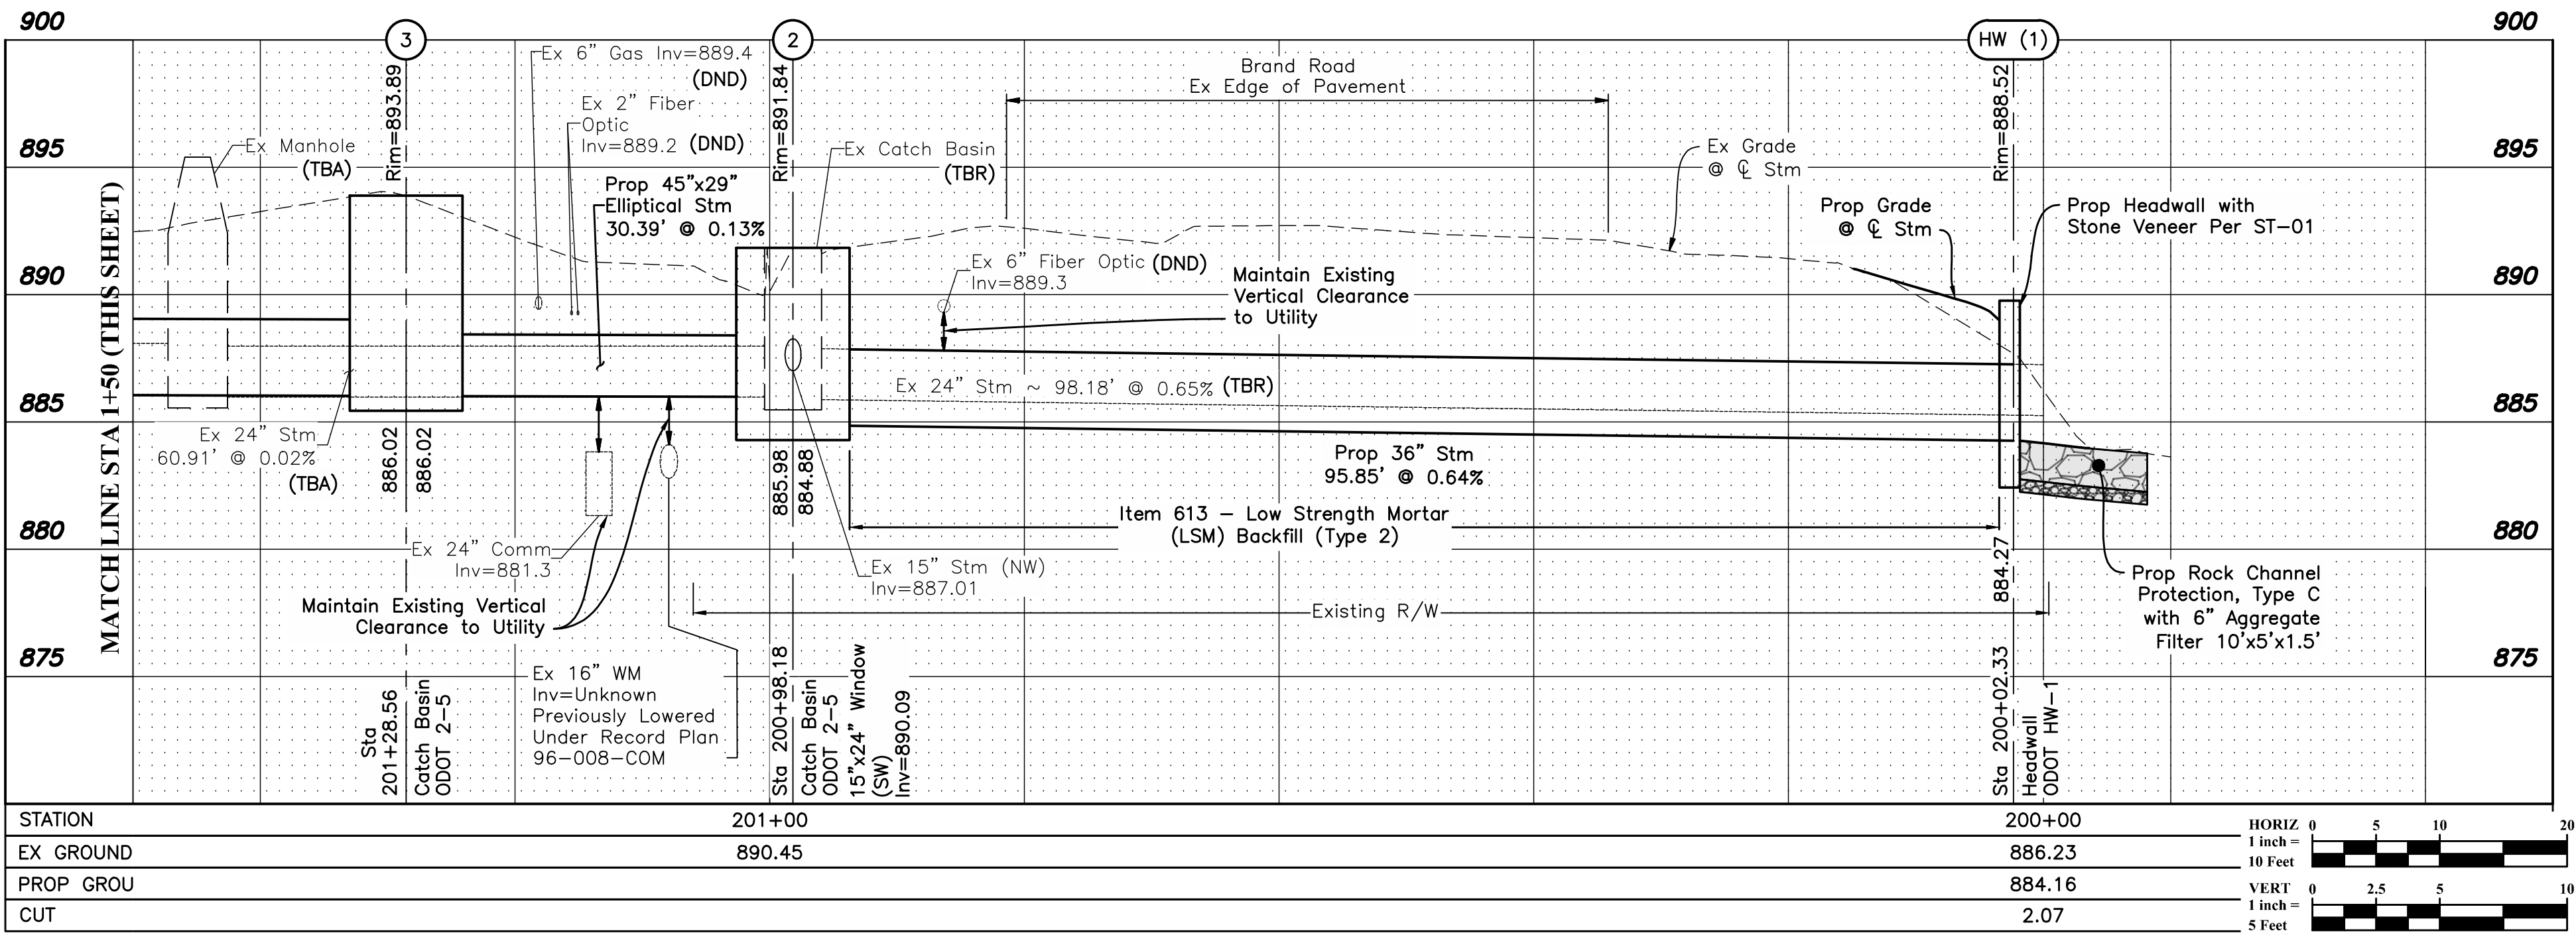 900
900
3
2
HW (1)
Ex 6" Gas Inv=889.4
(DND)
Ex 2" Fiber
Optic
Inv=889.2 (DND)
Rim=893.89
Rim=891.84
Rim=888.52
Brand Road
Ex Edge of Pavement
895
895
Ex Manhole
(TBA)
Ex Catch Basin
(TBR)
Ex Grade
@ ℄ Stm
Prop 45"x29"
Elliptical Stm
30.39' @ 0.13%
Prop Grade
@ ℄ Stm
Prop Headwall with
Stone Veneer Per ST-01
890
890
Ex 6" Fiber Optic (DND)
Inv=889.3
Maintain Existing
Vertical Clearance
to Utility
MATCH LINE STA 1+50 (THIS SHEET)
885
885
Ex 24" Stm ~ 98.18' @ 0.65% (TBR)
Ex 24" Stm
60.91' @ 0.02%
(TBA)
886.02
886.02
885.98
884.88
Prop 36" Stm
95.85' @ 0.64%
880
880
Item 613 - Low Strength Mortar
(LSM) Backfill (Type 2)
Ex 24" Comm
Inv=881.3
Ex 15" Stm (NW)
Inv=887.01
884.27
Prop Rock Channel
Protection, Type C
with 6" Aggregate
Filter 10'x5'x1.5'
Maintain Existing Vertical
Clearance to Utility
Existing R/W
875
875
Ex 16" WM
Inv=Unknown
Previously Lowered
Under Record Plan
96-008-COM
Sta
201+28.56
Catch Basin
ODOT 2-5
Sta 200+98.18
Catch Basin
ODOT 2-5
15"x24" Window
(SW)
Inv=890.09
Sta 200+02.33
Headwall
ODOT HW-1
STATION
201+00
200+00
EX GROUND
890.45
886.23
PROP GROU
884.16
CUT
2.07
HORIZ 0 5 10 20
1 inch =
10 Feet
VERT 0 2.5 5 10
1 inch =
5 Feet